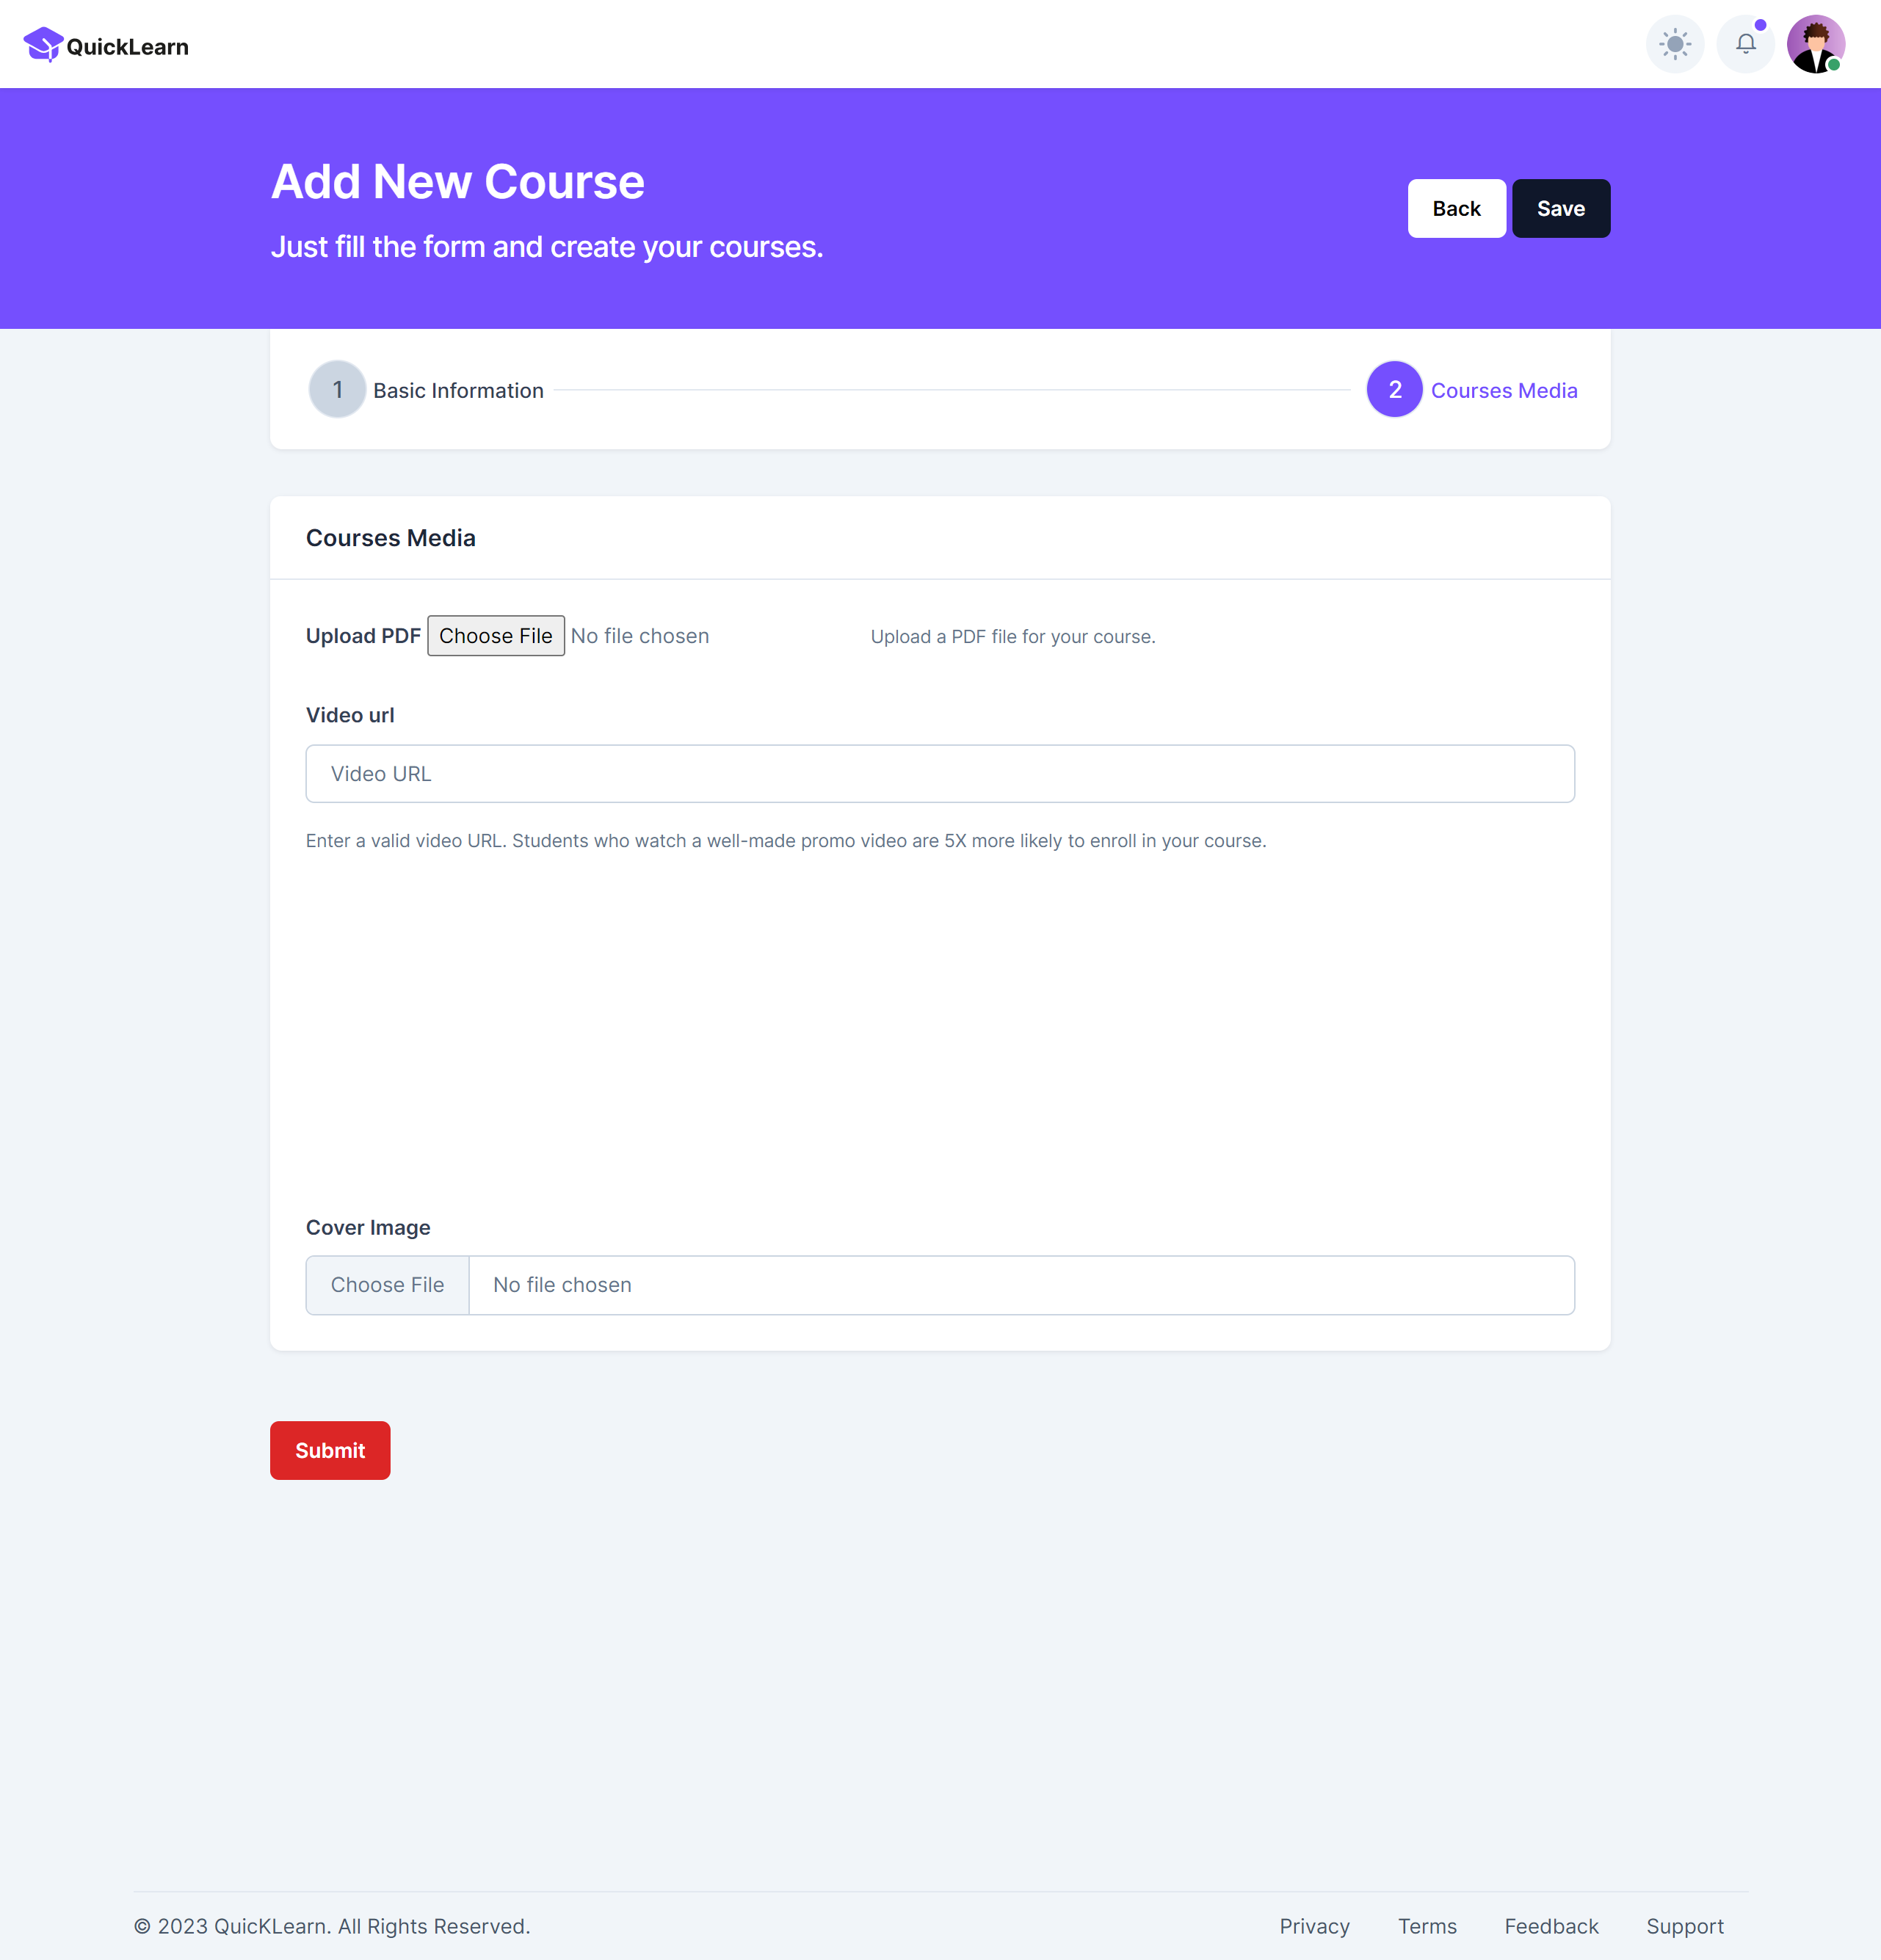 QuickLearn
Add New Course
Just fill the form and create your courses.
Back
Save
1 Basic Information
2 Courses Media
Courses Media
Upload PDF Choose File No file chosen
Upload a PDF file for your course.
Video url
Video URL
Enter a valid video URL. Students who watch a well-made promo video are 5X more likely to enroll in your course.
Cover Image
Choose File No file chosen
Submit
© 2023 QuicKLearn. All Rights Reserved.
Privacy Terms Feedback Support